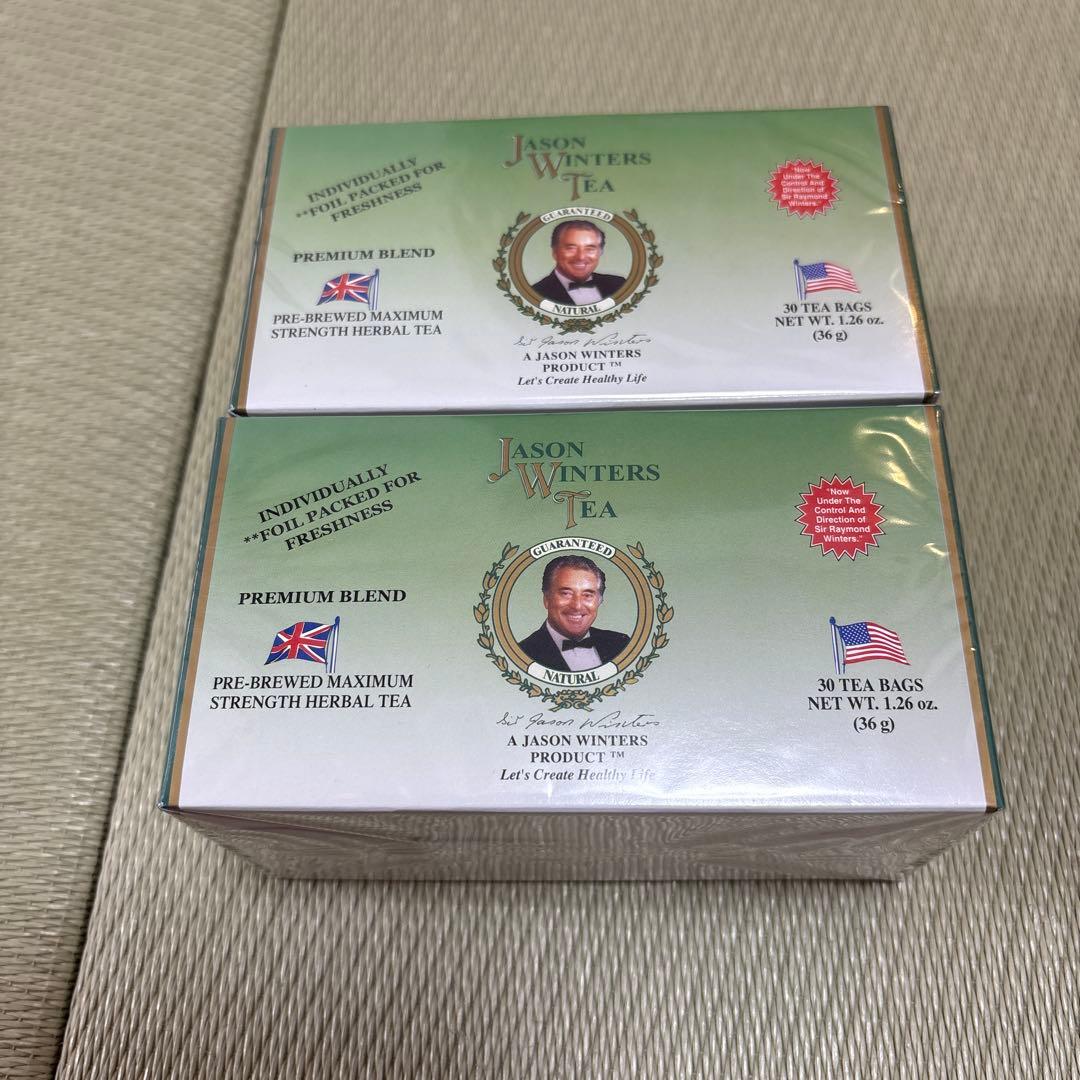 INDIVIDUALLY
**FOIL PACKED FOR
FRESHNESS
JASON
WINTERS
TEA
"Now
Under The
Control And
Direction of
Sir Raymond
Winters."
GUARANTEED
NATURAL
PREMIUM BLEND
PRE-BREWED MAXIMUM
STRENGTH HERBAL TEA
Sir Jason Winters
A JASON WINTERS
PRODUCT ™
Let's Create Healthy Life
30 TEA BAGS
NET WT. 1.26 oz.
(36 g)
INDIVIDUALLY
**FOIL PACKED FOR
FRESHNESS
JASON
WINTERS
TEA
"Now
Under The
Control And
Direction of
Sir Raymond
Winters."
GUARANTEED
NATURAL
PREMIUM BLEND
PRE-BREWED MAXIMUM
STRENGTH HERBAL TEA
Sir Jason Winters
A JASON WINTERS
PRODUCT ™
Let's Create Healthy Life
30 TEA BAGS
NET WT. 1.26 oz.
(36 g)